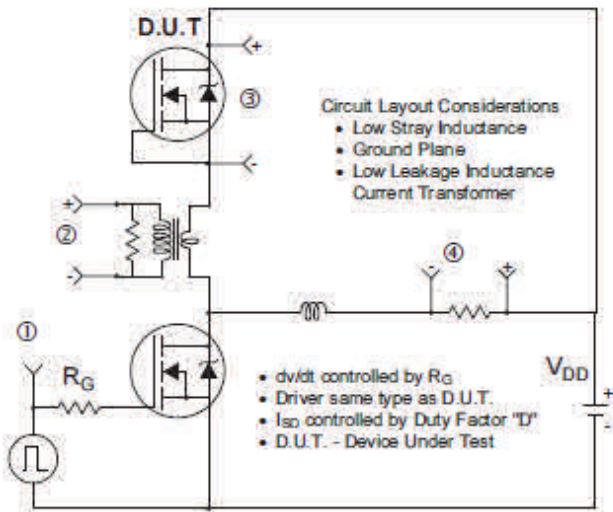 D.U.T
+
③
-
Circuit Layout Considerations
• Low Stray Inductance
• Ground Plane
• Low Leakage Inductance
Current Transformer
+
②
-
④
- +
①
RG
VDD
+
-
• dv/dt controlled by RG
• Driver same type as D.U.T.
• ISD controlled by Duty Factor "D"
• D.U.T. - Device Under Test